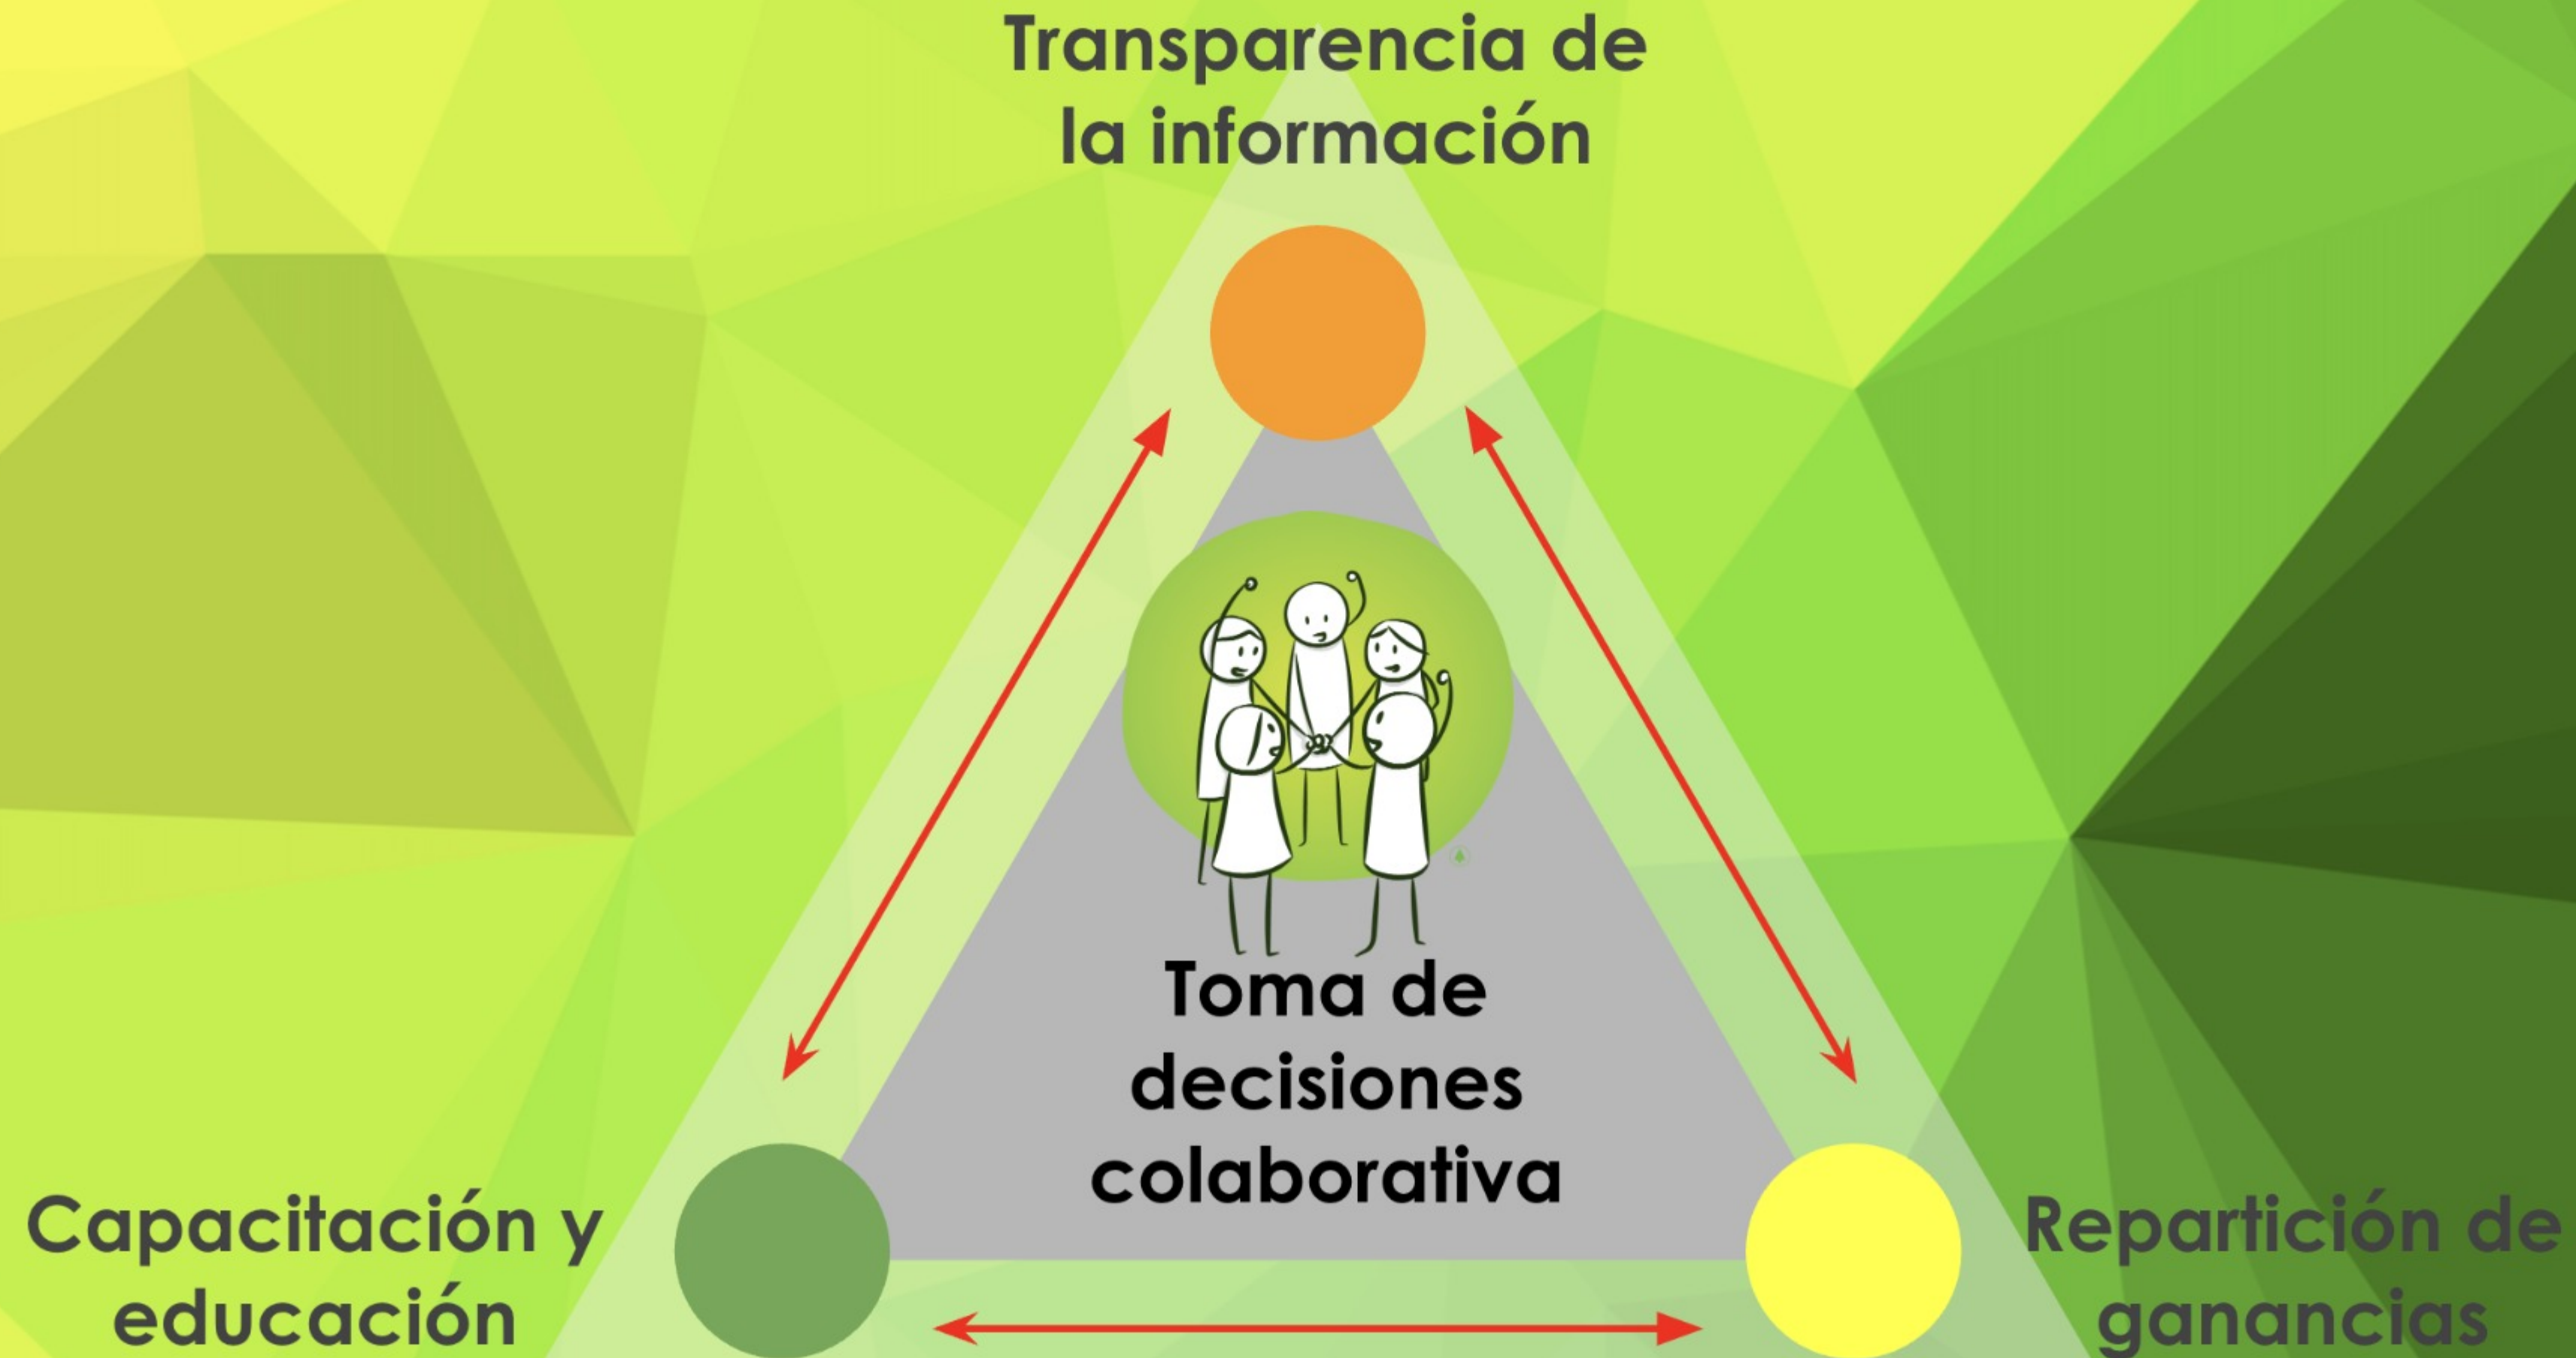 Transparencia de
la información
Toma de
decisiones
colaborativa
Capacitación y
educación
Repartición de
ganancias